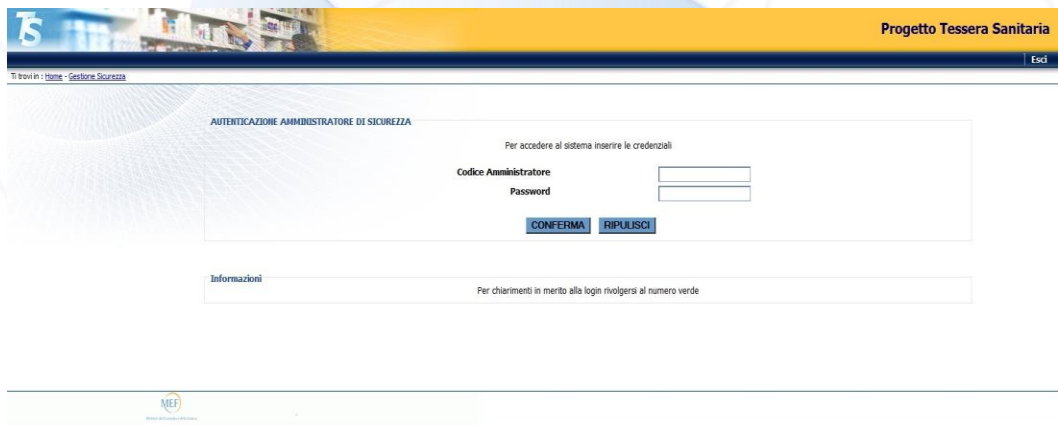 TS
Progetto Tessera Sanitaria
Esci
Ti trovi in : Home - Gestione Sicurezza
AUTENTICAZIONE AMMINISTRATORE DI SICUREZZA
Per accedere al sistema inserire le credenziali
Codice Amministratore
Password
CONFERMA RIPULISCI
Informazioni
Per chiarimenti in merito alla login rivolgersi al numero verde
MEF